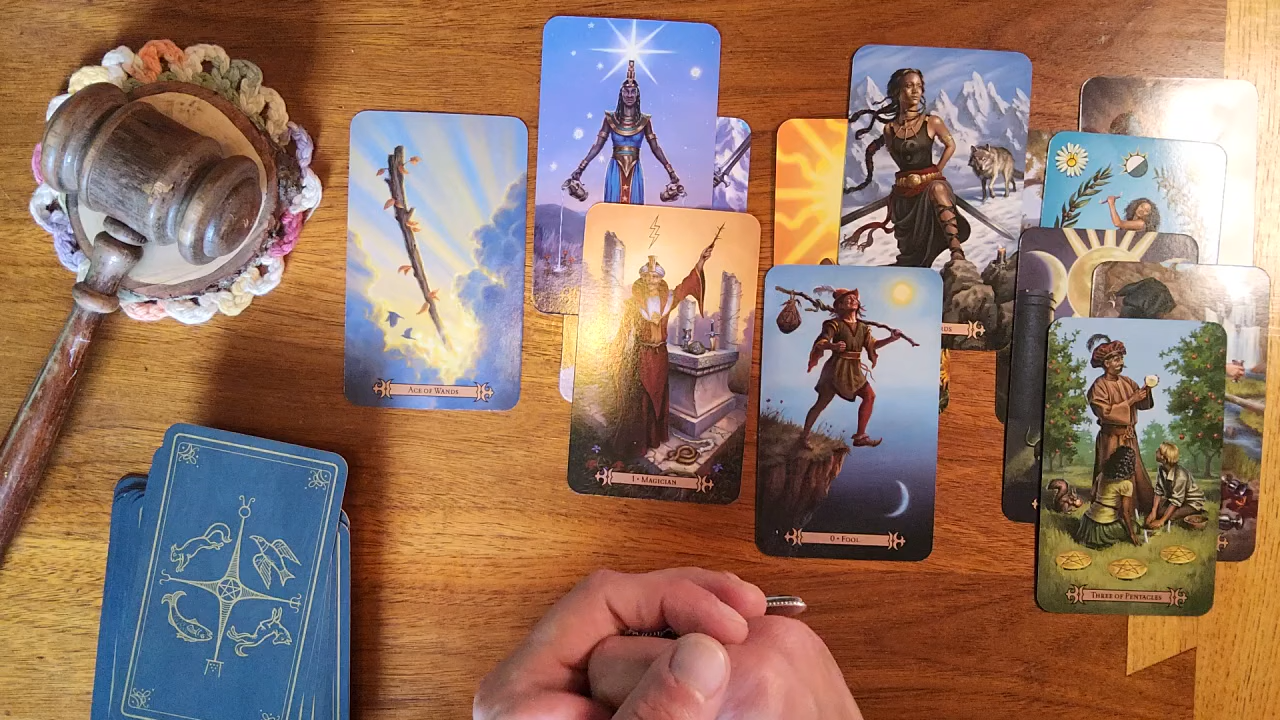 ACE OF WANDS
1 • MAGICIAN
0 • FOOL
THREE OF PENTACLES